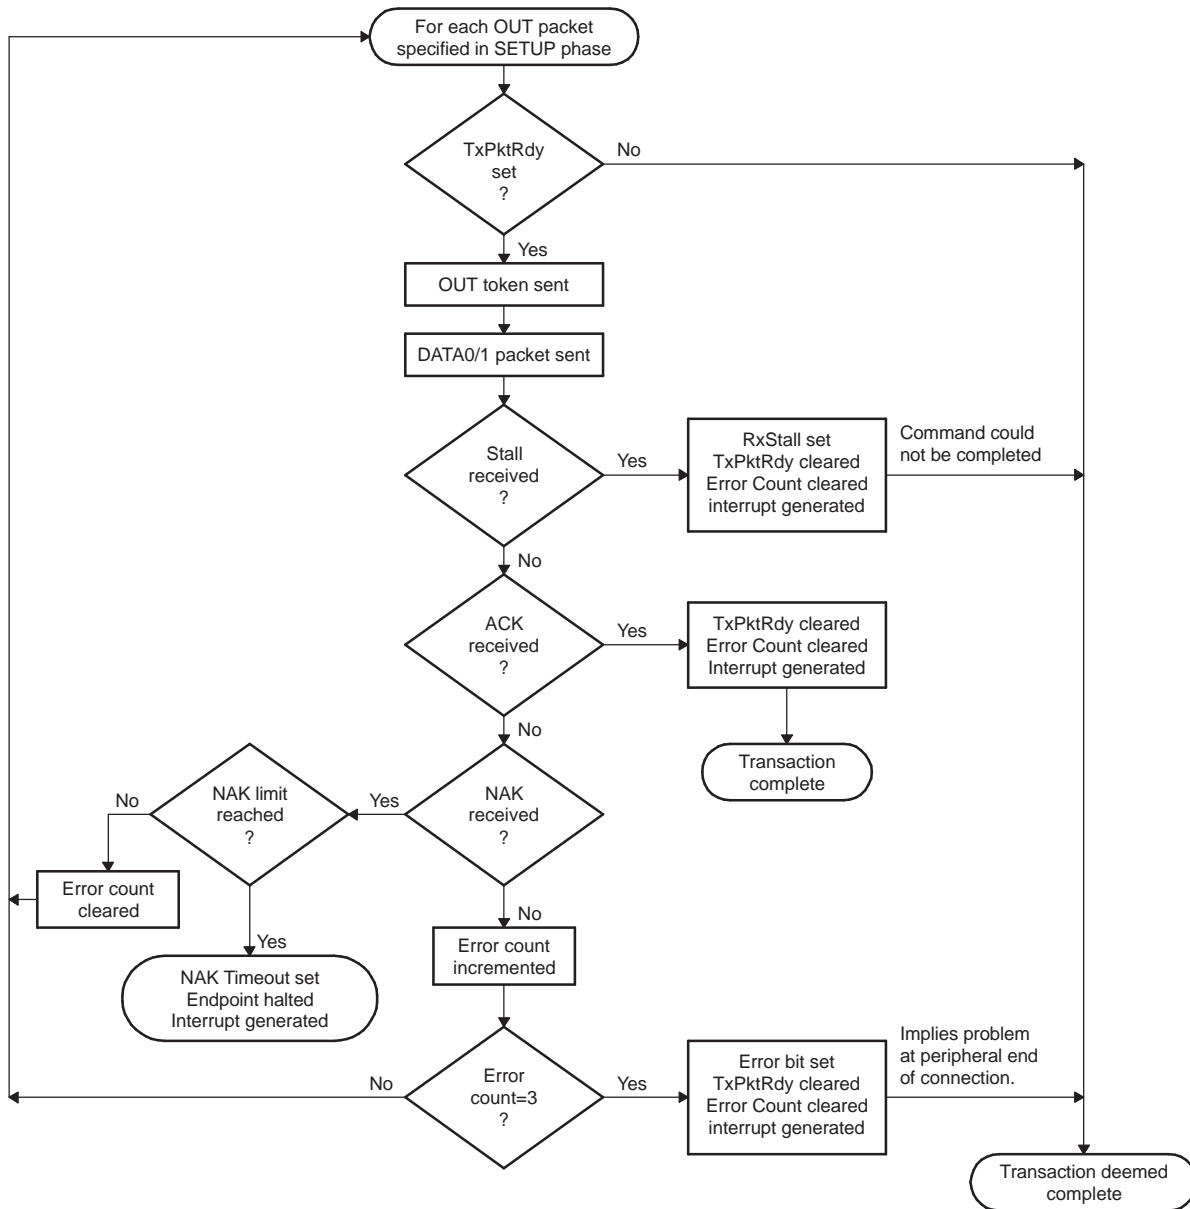 For each OUT packet
specified in SETUP phase
TxPktRdy
set
?
No
Yes
OUT token sent
DATA0/1 packet sent
Stall
received
?
Yes
RxStall set
TxPktRdy cleared
Error Count cleared
interrupt generated
Command could
not be completed
No
ACK
received
?
Yes
TxPktRdy cleared
Error Count cleared
Interrupt generated
Transaction
complete
No
NAK
received
?
Yes
NAK limit
reached
?
No
Error count
cleared
Yes
NAK Timeout set
Endpoint halted
Interrupt generated
No
Error count
incremented
Error
count=3
?
No
Yes
Error bit set
TxPktRdy cleared
Error Count cleared
interrupt generated
Implies problem
at peripheral end
of connection.
Transaction deemed
complete